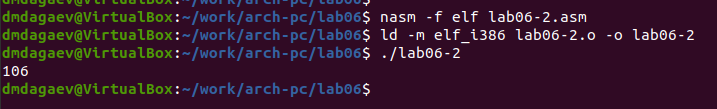 dmdagaev@VirtualBox:~/work/arch-pc/lab06$ nasm -f elf lab06-2.asm
dmdagaev@VirtualBox:~/work/arch-pc/lab06$ ld -m elf_i386 lab06-2.o -o lab06-2
dmdagaev@VirtualBox:~/work/arch-pc/lab06$ ./lab06-2
106
dmdagaev@VirtualBox:~/work/arch-pc/lab06$